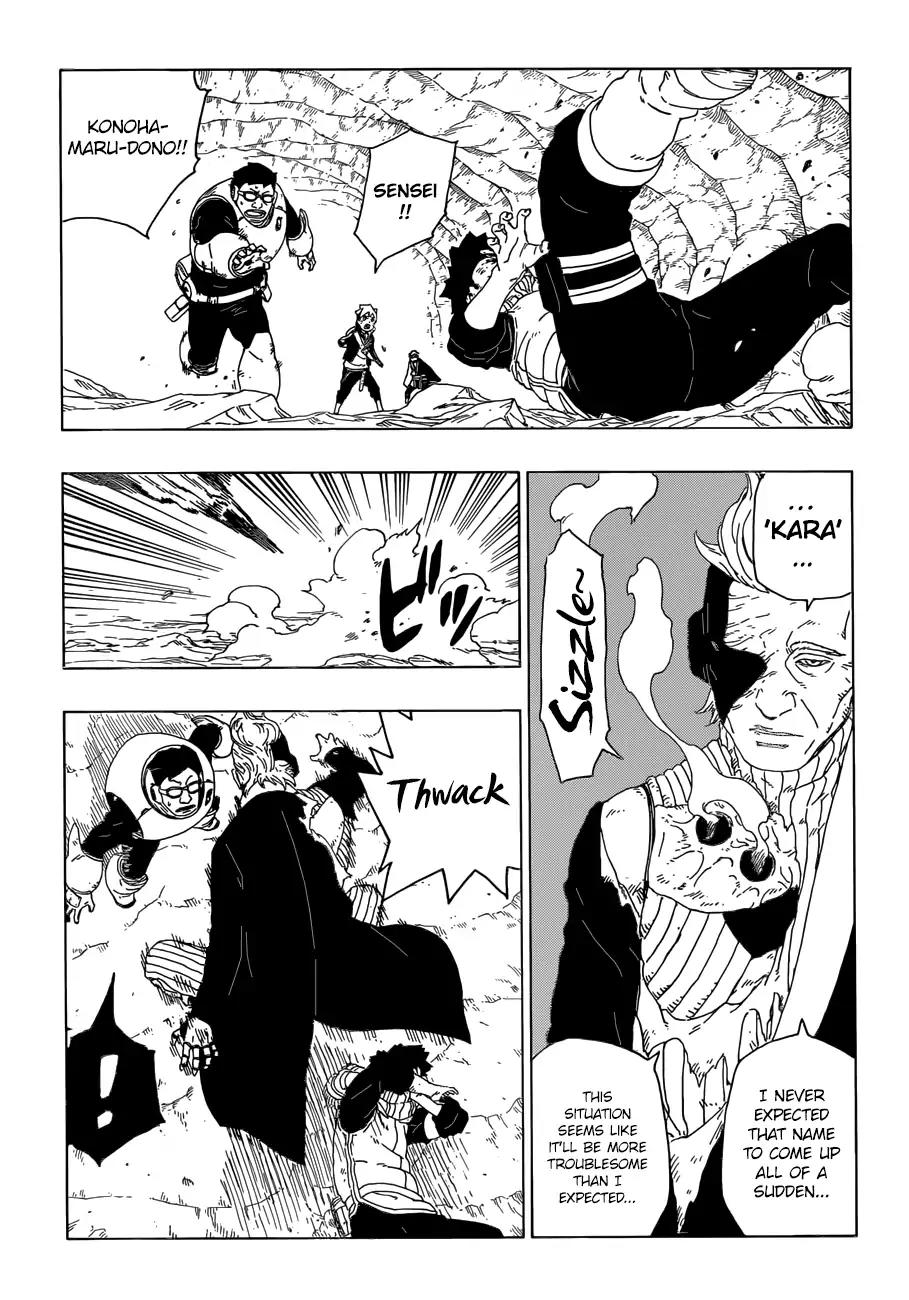 KONOHA-
MARU-DONO!!
SENSEI
!!
...
'KARA'
...
Sizzle~
I NEVER
EXPECTED
THAT NAME
TO COME UP
ALL OF A
SUDDEN...
THIS
SITUATION
SEEMS LIKE
IT'LL BE MORE
TROUBLESOME
THAN I
EXPECTED...
ビッ
Thwack
!